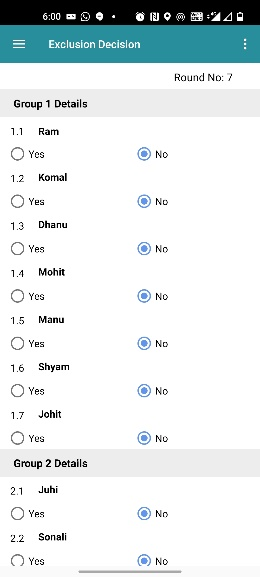 6:00
Exclusion Decision
Round No: 7
Group 1 Details
1.1 Ram
Yes No
1.2 Komal
Yes No
1.3 Dhanu
Yes No
1.4 Mohit
Yes No
1.5 Manu
Yes No
1.6 Shyam
Yes No
1.7 Johit
Yes No
Group 2 Details
2.1 Juhi
Yes No
2.2 Sonali
Yes No